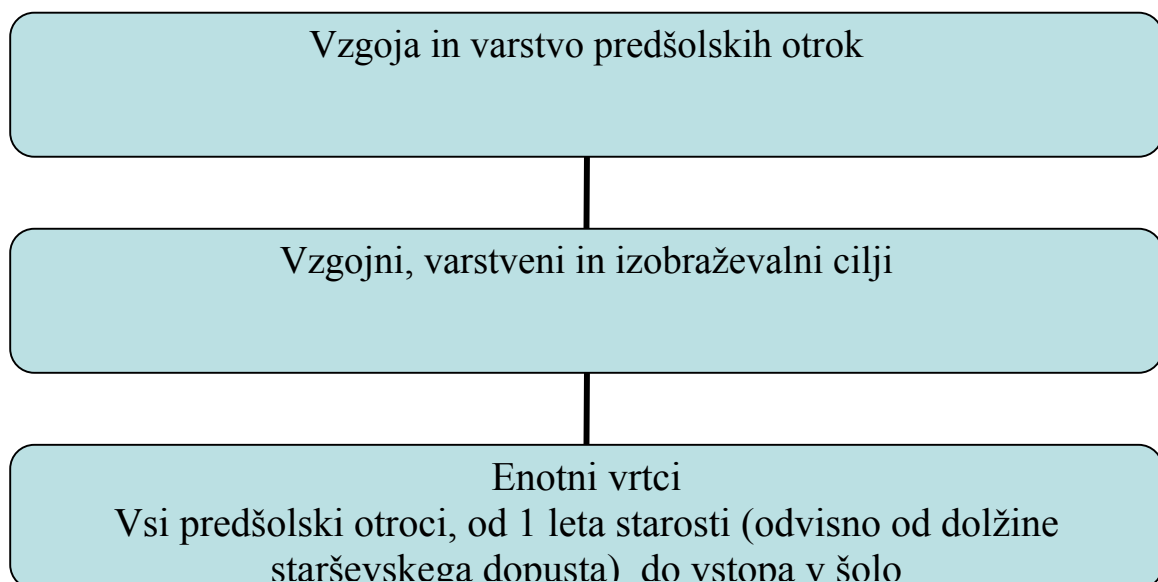 Vzgoja in varstvo predšolskih otrok
Vzgojni, varstveni in izobraževalni cilji
Enotni vrtci
Vsi predšolski otroci, od 1 leta starosti (odvisno od dolžine
starševskega dopusta) do vstopa v šolo